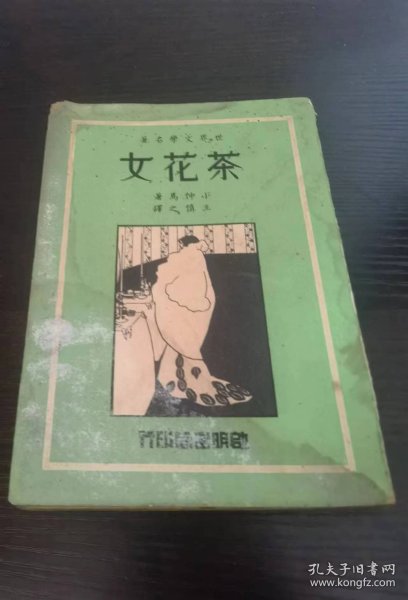 世界文學名著
茶花女
小仲馬著
王慎之譯
啟明書局印行
孔夫子旧书网
www.kongfz.com